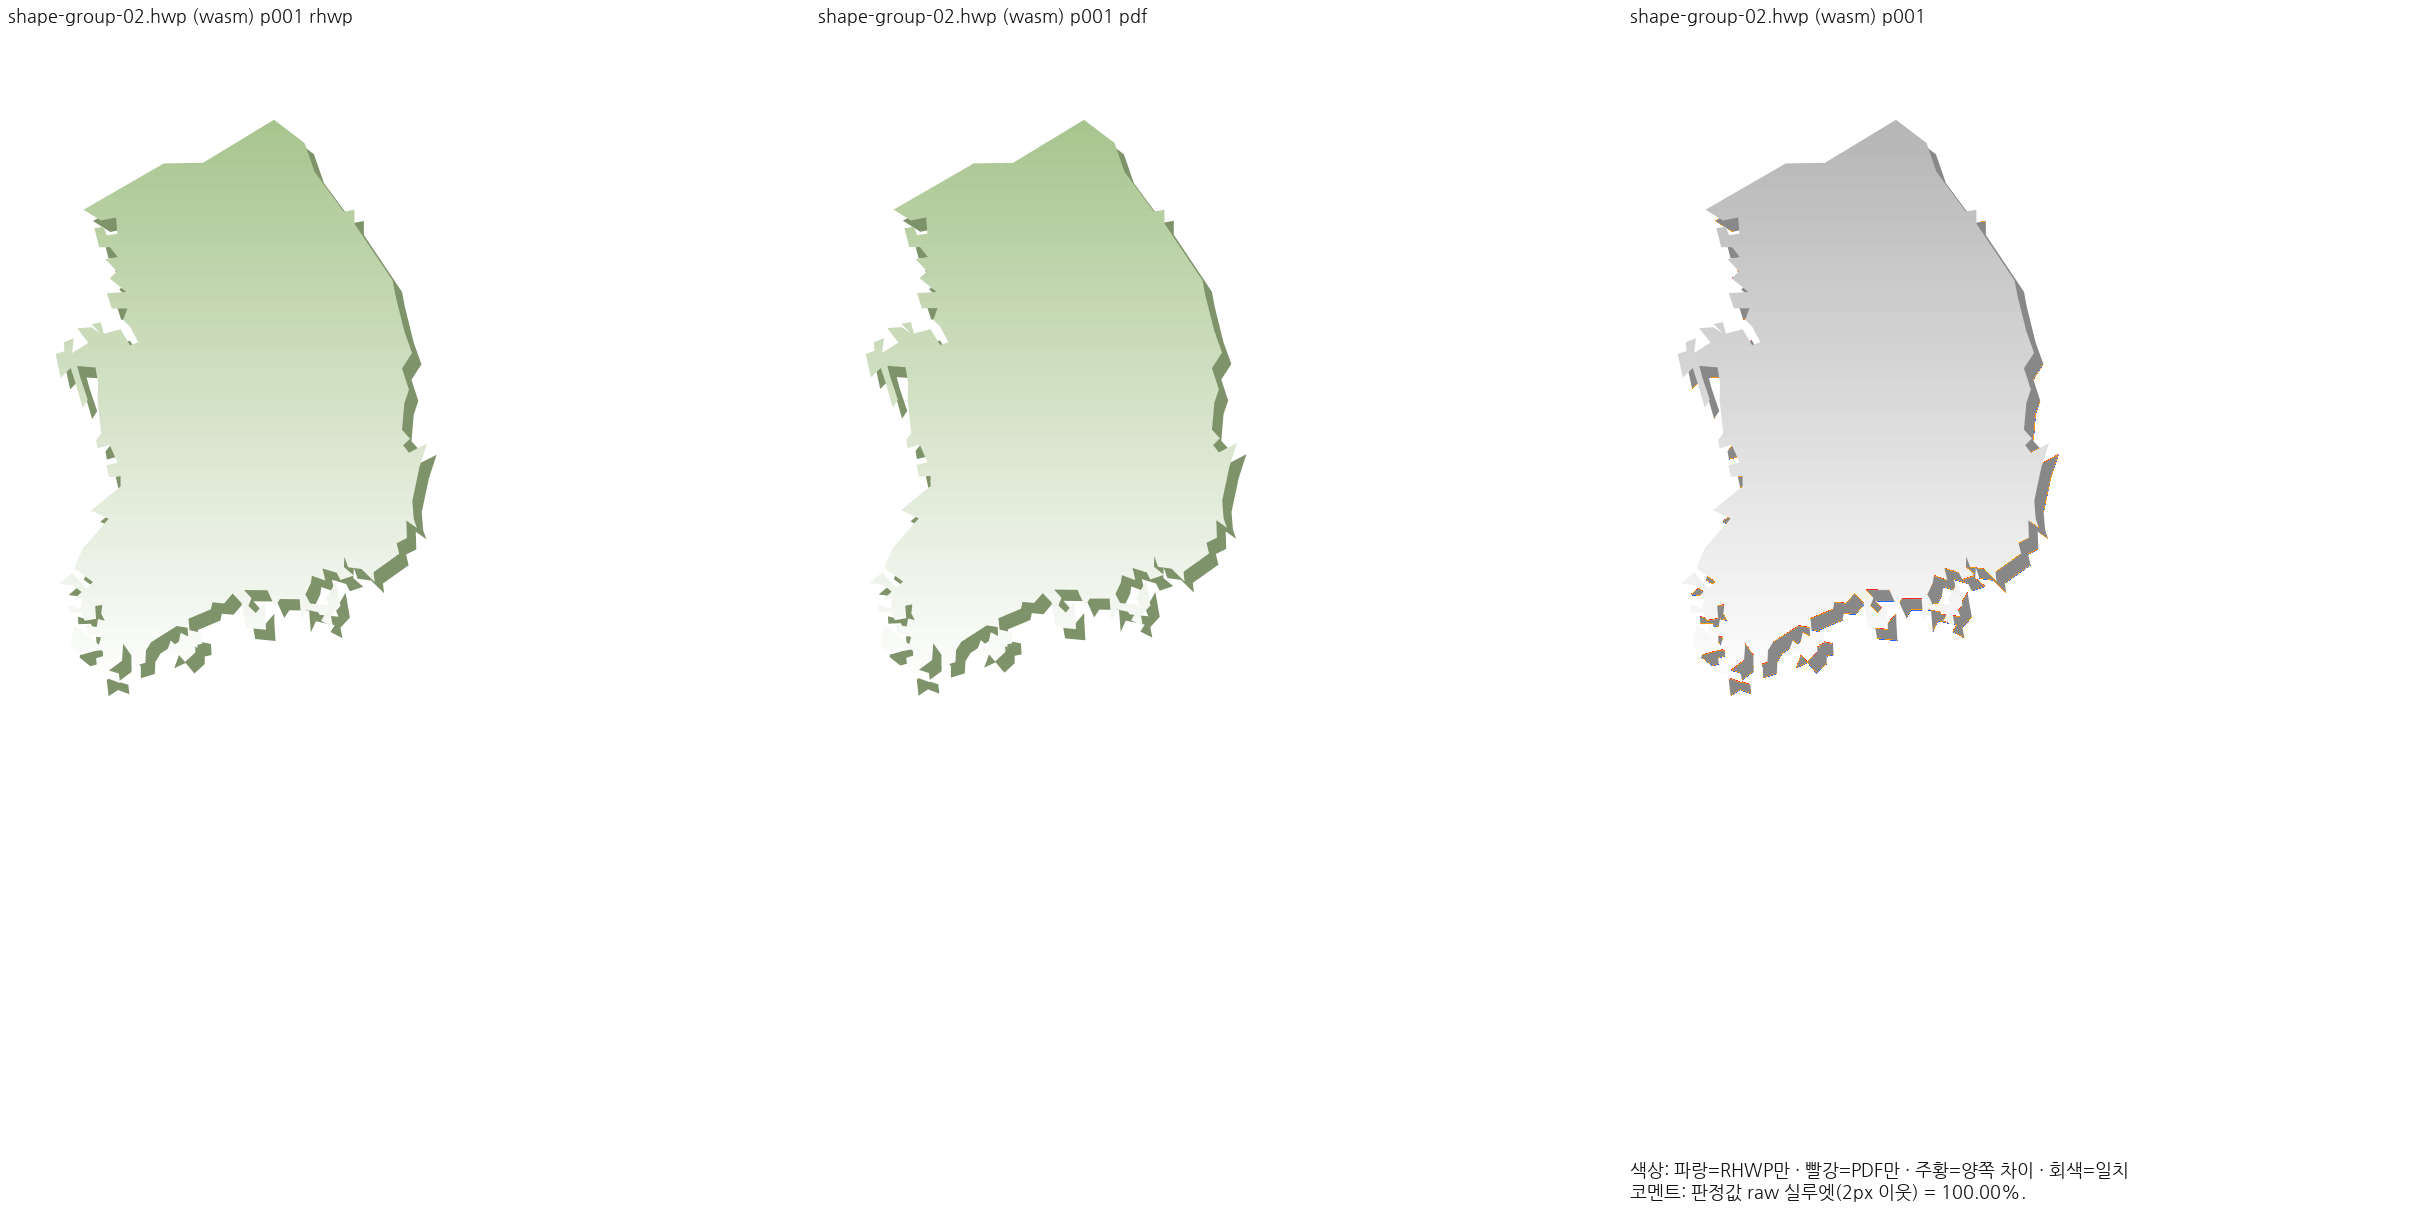 shape-group-02.hwp (wasm) p001 rhwp
shape-group-02.hwp (wasm) p001 pdf
shape-group-02.hwp (wasm) p001
색상: 파랑=RHWP만 · 빨강=PDF만 · 주황=양쪽 차이 · 회색=일치
코멘트: 판정값 raw 실루엣(2px 이웃) = 100.00%.